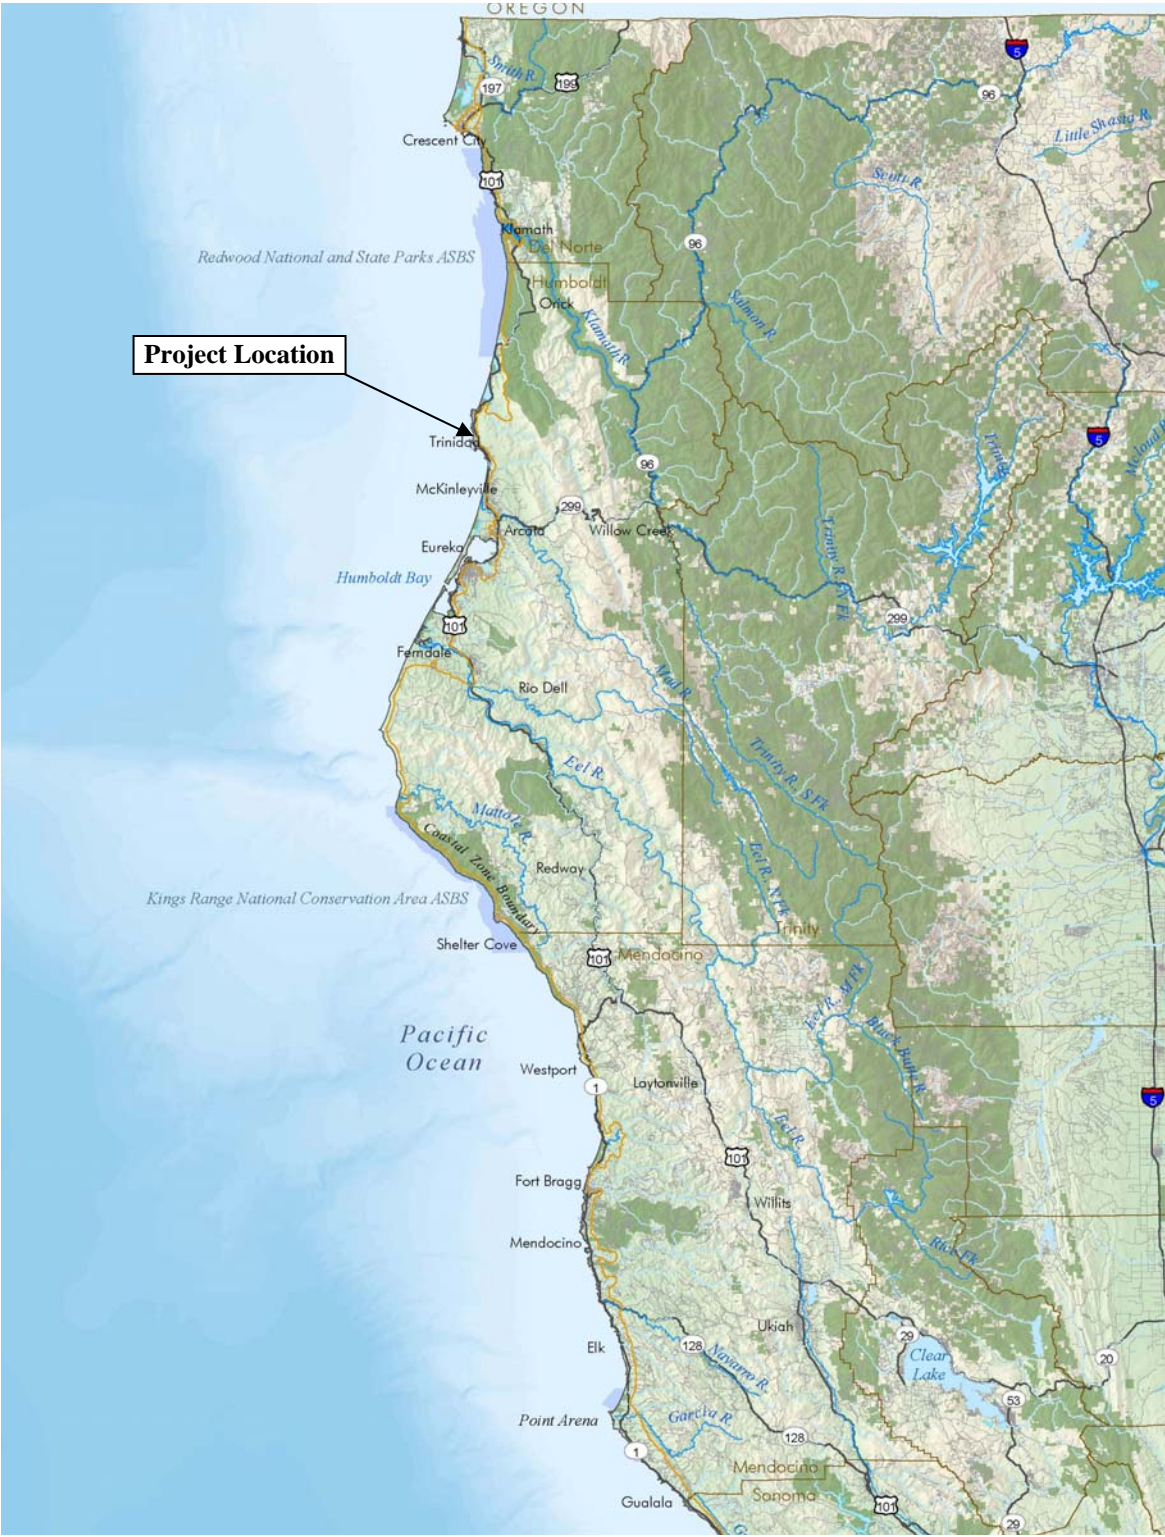 OREGON
5
Smith R.
199
197
96
Little Shasta R.
Crescent City
101
Scott R.
Klamath
Del Norte
96
Redwood National and State Parks ASBS
Humboldt
Orick
Salmon R.
Klamath R.
Project Location
Trinidad
5
Trinity R.
96
McKinleyville
299
Arcata
Willow Creek
Eureka
Trinity R., N Fk
Humboldt Bay
299
101
Ferndale
Rio Dell
Mad R.
Trinity R., S Fk
Eel R.
Mattole R.
Coastal Zone Boundary
Redway
Eel R., N Fk
Kings Range National Conservation Area ASBS
Trinity
Shelter Cove
101
Mendocino
Eel R., M Fk
Pacific
Ocean
Black Butte R.
Westport
Laytonville
1
5
Eel R.
101
Fort Bragg
Willits
Mendocino
Rice Fk
Ukiah
29
Elk
128
Navarro R.
Clear
Lake
20
53
Point Arena
Garcia R.
128
1
Mendocino
Sonoma
Gualala
101
29